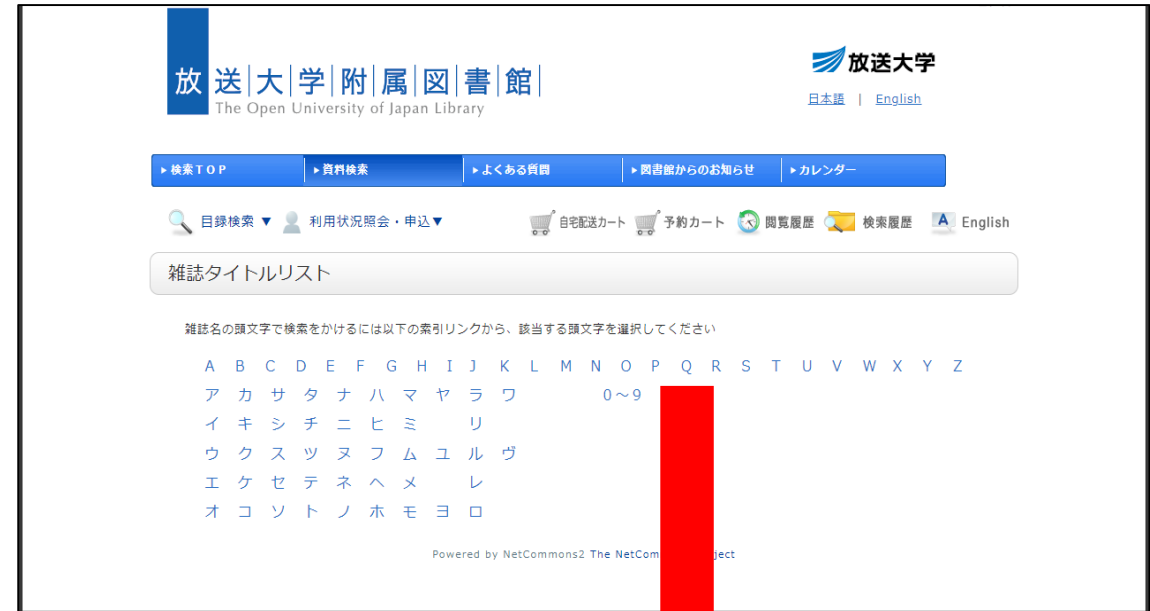 放送大学附属図書館
The Open University of Japan Library
放送大学
日本語 | English
検索TOP 資料検索 よくある質問 図書館からのお知らせ カレンダー
目録検索 ▼ 利用状況照会・申込▼ 自宅配送カート 予約カート 閲覧履歴 検索履歴 A English
雑誌タイトルリスト
雑誌名の頭文字で検索をかけるには以下の索引リンクから、該当する頭文字を選択してください
A B C D E F G H I J K L M N O P Q R S T U V W X Y Z
ア カ サ タ ナ ハ マ ヤ ラ ワ 0～9
イ キ シ チ ニ ヒ ミ リ
ウ ク ス ツ ヌ フ ム ユ ル ヴ
エ ケ セ テ ネ ヘ メ レ
オ コ ソ ト ノ ホ モ ヨ ロ
Powered by NetCommons2 The NetCom ject